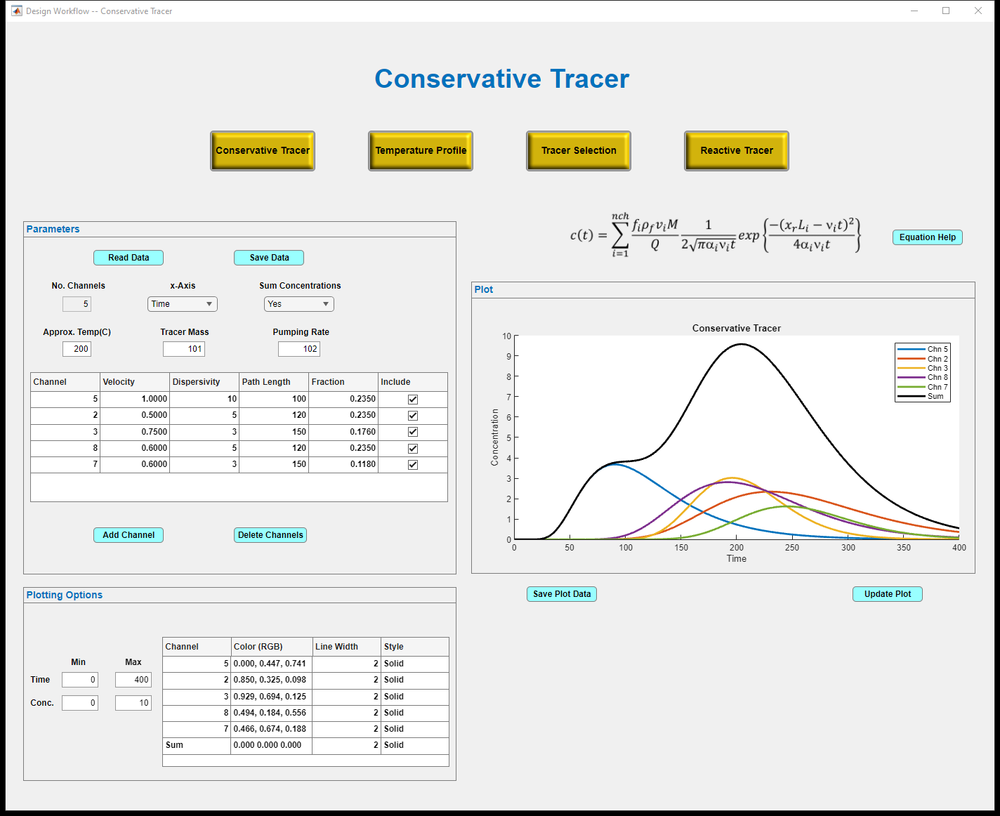 Design Workflow -- Conservative Tracer
Conservative Tracer
Conservative Tracer Temperature Profile Tracer Selection Reactive Tracer
Parameters
Read Data Save Data
No. Channels x-Axis Sum Concentrations
5 Time Yes
Approx. Temp(C) Tracer Mass Pumping Rate
200 101 102
Channel Velocity Dispersivity Path Length Fraction Include
5 1.0000 10 100 0.2350
2 0.5000 5 120 0.2350
3 0.7500 3 150 0.1760
8 0.6000 5 120 0.2350
7 0.6000 3 150 0.1180
Add Channel Delete Channels
c(t) = \sum_{i=1}^{nch} \frac{f_i ρ_f v_i M}{Q} \frac{1}{2\sqrt{πα_i v_i t}} exp \left\{ \frac{-(x_r L_i − v_i t)^2}{4α_i v_i t} \right\}
Equation Help
Plot
Conservative Tracer
Concentration
10
9
8
7
6
5
4
3
2
1
0
0 50 100 150 200 250 300 350 400
Time
Chn 5
Chn 2
Chn 3
Chn 8
Chn 7
Sum
Save Plot Data Update Plot
Plotting Options
Min Max
Time 0 400
Conc. 0 10
Channel Color (RGB) Line Width Style
5 0.000, 0.447, 0.741 2 Solid
2 0.850, 0.325, 0.098 2 Solid
3 0.929, 0.694, 0.125 2 Solid
8 0.494, 0.184, 0.556 2 Solid
7 0.466, 0.674, 0.188 2 Solid
Sum 0.000 0.000 0.000 2 Solid